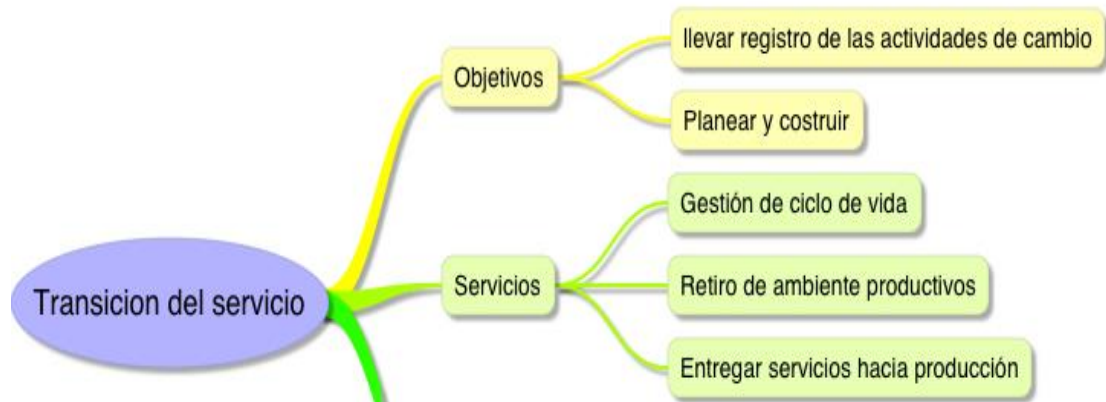 Transicion del servicio
Objetivos
llevar registro de las actividades de cambio
Planear y costruir
Servicios
Gestión de ciclo de vida
Retiro de ambiente productivos
Entregar servicios hacia producción